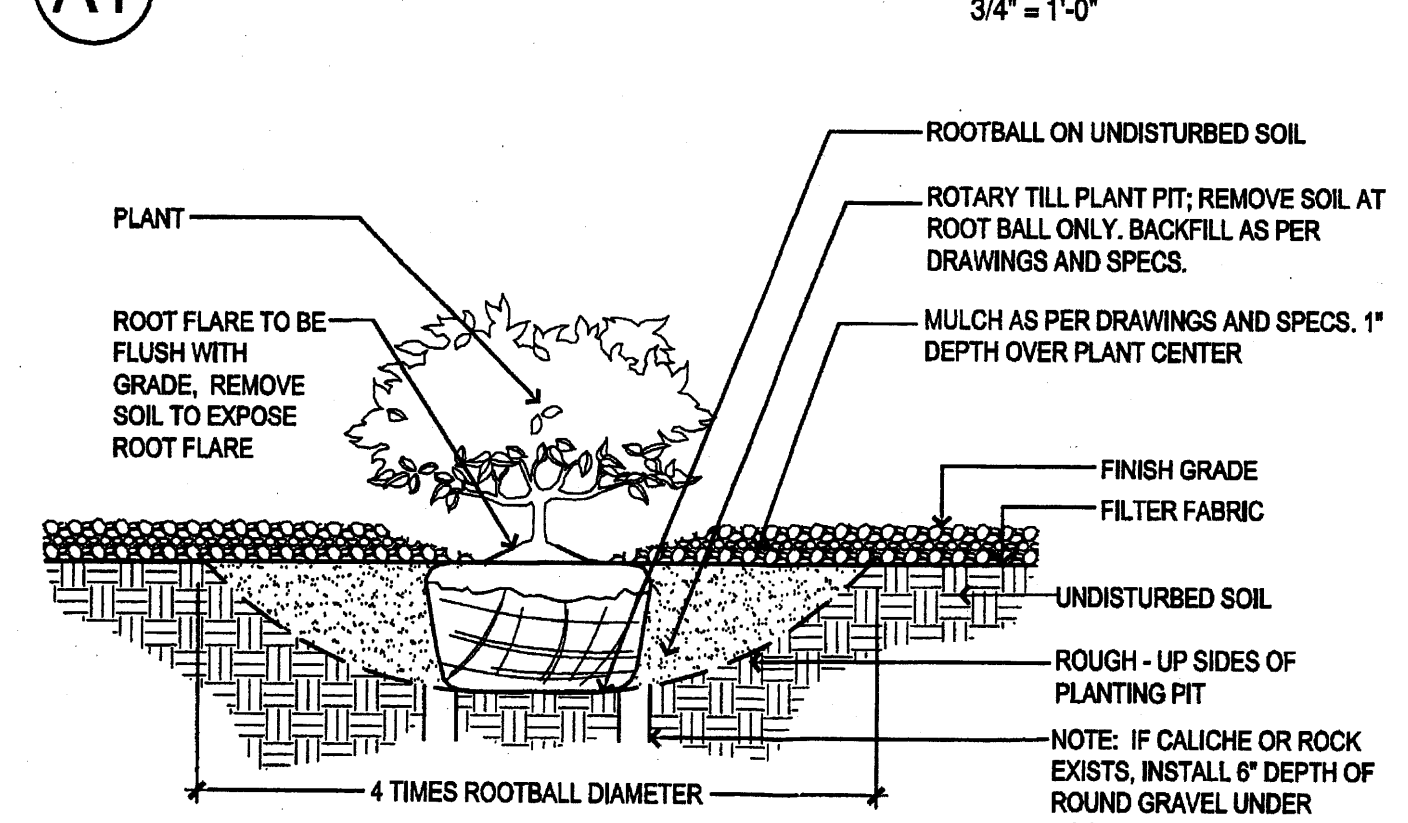 3/4" = 1'-0"
ROOTBALL ON UNDISTURBED SOIL
ROTARY TILL PLANT PIT; REMOVE SOIL AT
ROOT BALL ONLY. BACKFILL AS PER
DRAWINGS AND SPECS.
PLANT
ROOT FLARE TO BE
FLUSH WITH
GRADE, REMOVE
SOIL TO EXPOSE
ROOT FLARE
MULCH AS PER DRAWINGS AND SPECS. 1"
DEPTH OVER PLANT CENTER
FINISH GRADE
FILTER FABRIC
UNDISTURBED SOIL
ROUGH - UP SIDES OF
PLANTING PIT
NOTE: IF CALICHE OR ROCK
EXISTS, INSTALL 6" DEPTH OF
ROUND GRAVEL UNDER
4 TIMES ROOTBALL DIAMETER